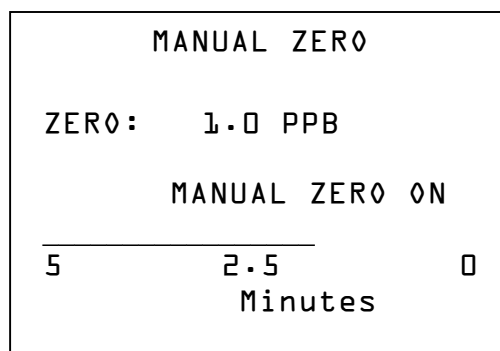 MANUAL ZERO
ZERO: 1.0 PPB
MANUAL ZERO ON
5 2.5 0
Minutes